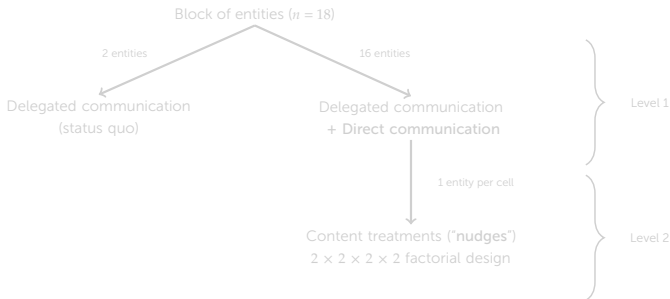 Block of entities (n = 18)
2 entities
16 entities
Delegated communication
(status quo)
Delegated communication
+ Direct communication
Level 1
1 entity per cell
Content treatments ("nudges")
2 × 2 × 2 × 2 factorial design
Level 2